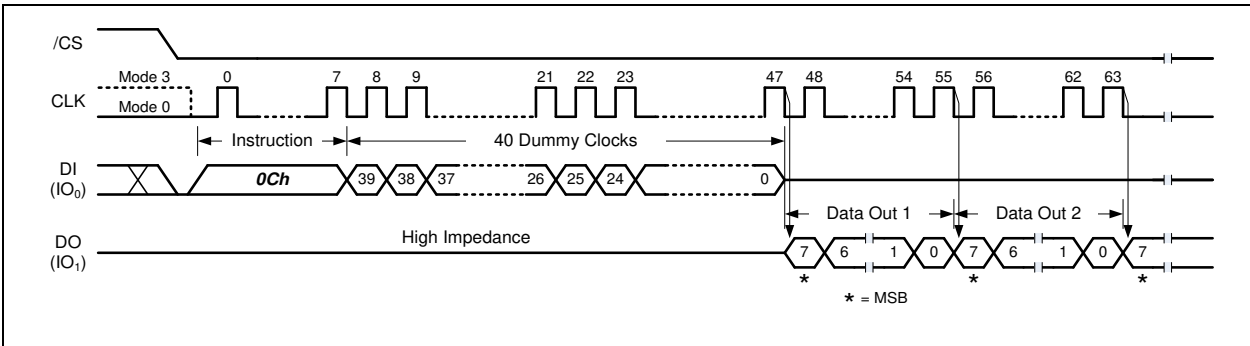 /CS
Mode 3 0 7 8 9 21 22 23 47 48 54 55 56 62 63
CLK
Mode 0
Instruction 40 Dummy Clocks
DI
(IO0)
0Ch 39 38 37 26 25 24 0
Data Out 1 Data Out 2
DO
(IO1)
High Impedance
7 6 1 0 7 6 1 0 7
* * *
* = MSB